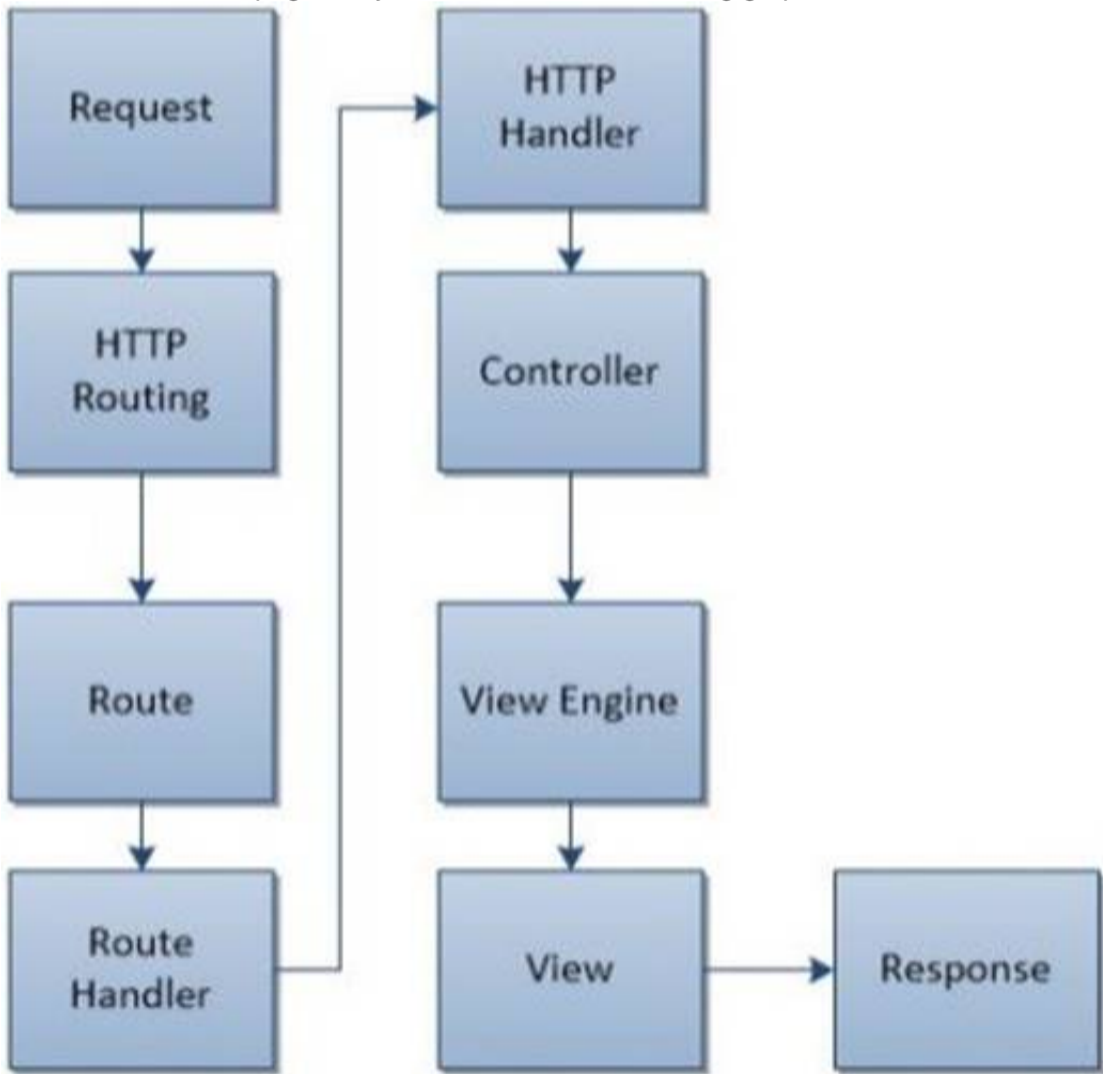 Request
HTTP
Routing
Route
Route
Handler
HTTP
Handler
Controller
View Engine
View
Response